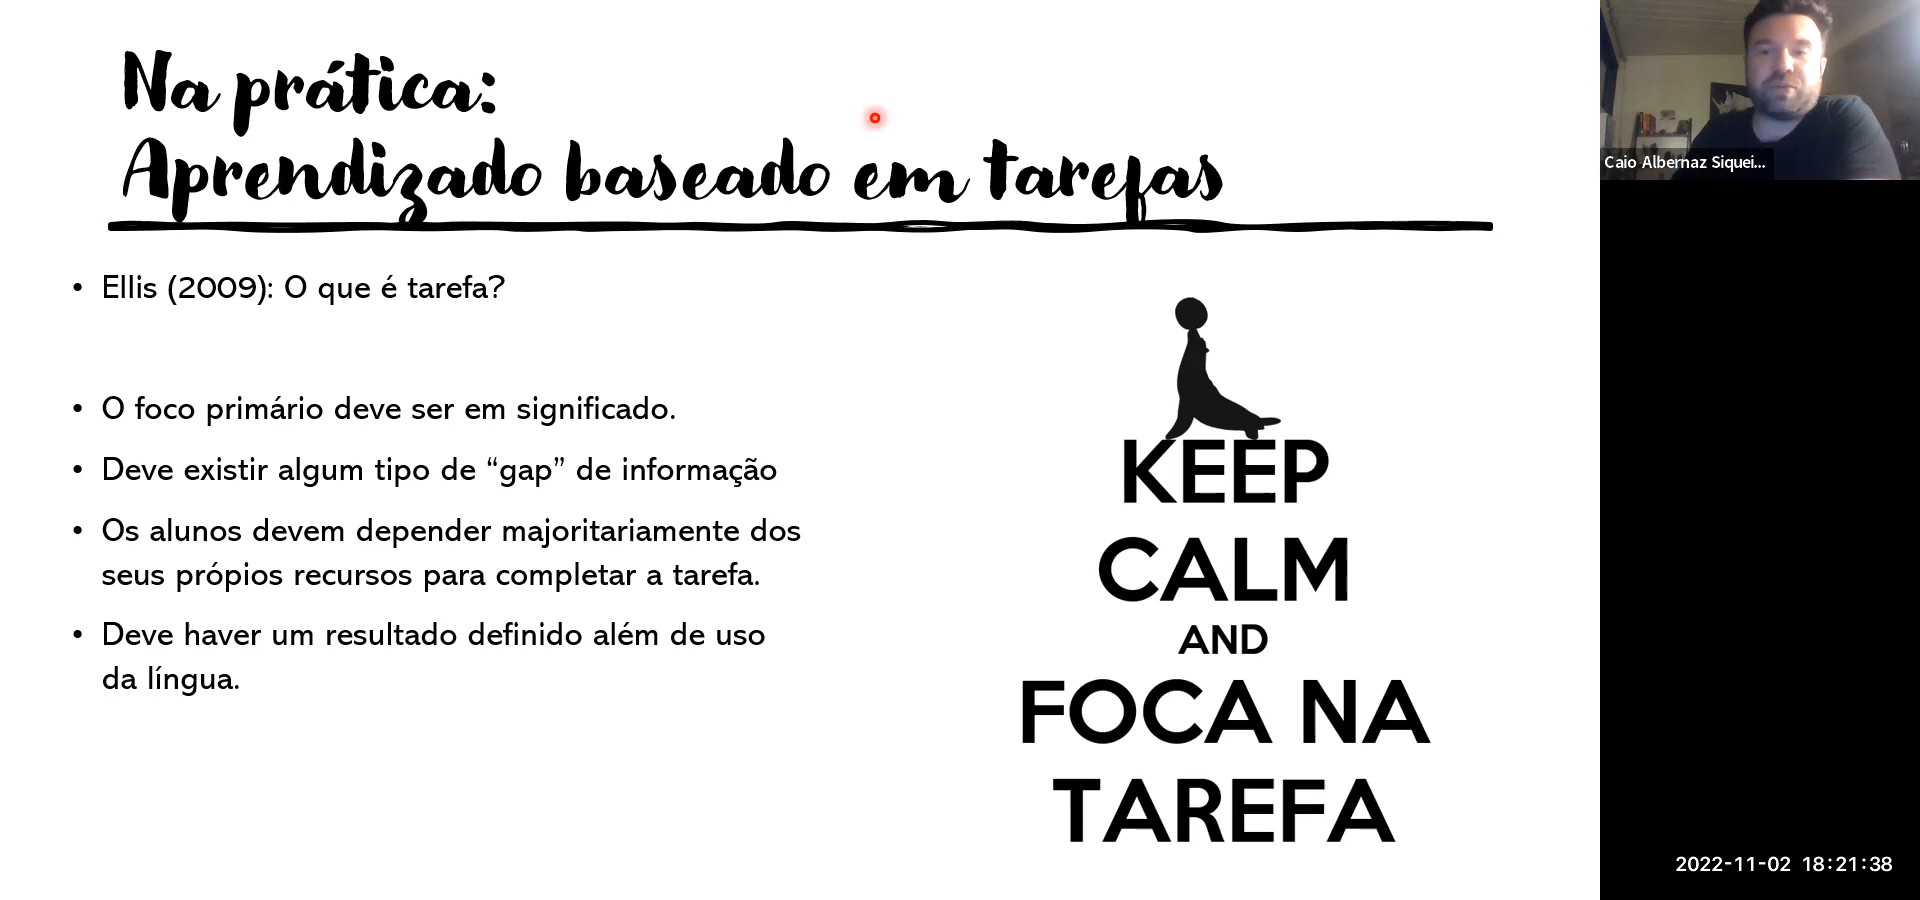 Na prática:
Aprendizado baseado em tarefas
• Ellis (2009): O que é tarefa?
• O foco primário deve ser em significado.
• Deve existir algum tipo de “gap” de informação
• Os alunos devem depender majoritariamente dos
seus própios recursos para completar a tarefa.
• Deve haver um resultado definido além de uso
da língua.
KEEP
CALM
AND
FOCA NA
TAREFA
Caio Albernaz Siquei...
2022-11-02 18:21:38